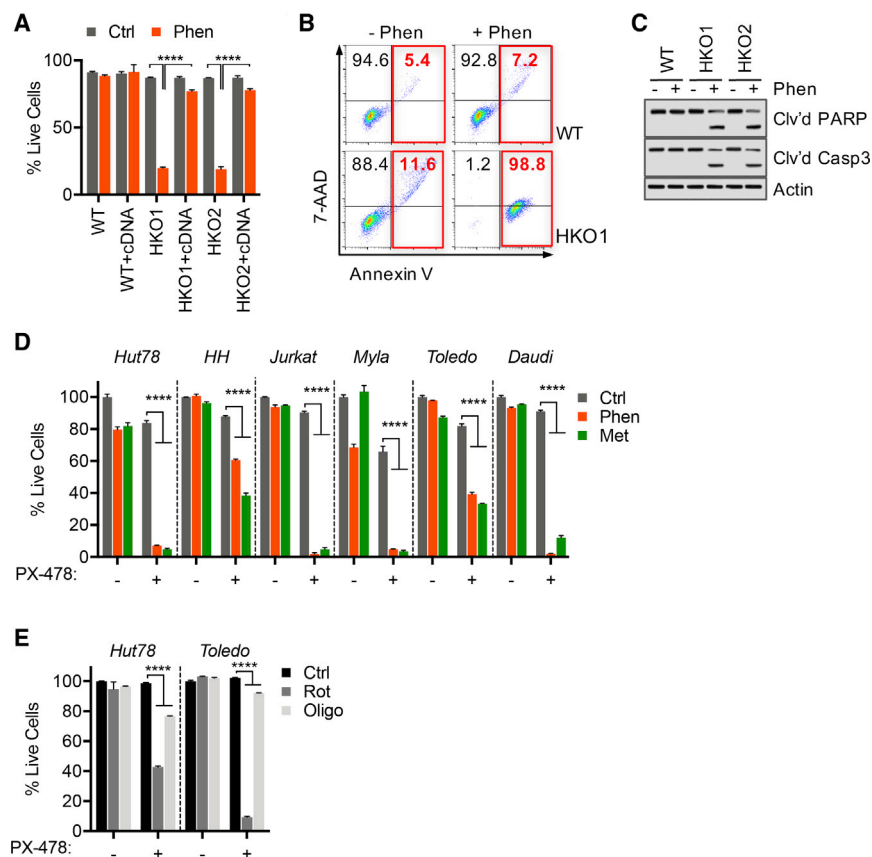 A
Ctrl Phen
% Live Cells
100
50
0
**** ****
WT
WT+cDNA
HKO1
HKO1+cDNA
HKO2
HKO2+cDNA
B
- Phen + Phen
94.6 5.4 92.8 7.2
WT
88.4 11.6 1.2 98.8
HKO1
7-AAD
Annexin V
C
WT HKO1 HKO2
- + - + - + Phen
Clv'd PARP
Clv'd Casp3
Actin
D
Hut78 HH Jurkat Myla Toledo Daudi
**** **** **** **** **** ****
Ctrl
Phen
Met
% Live Cells
100
80
60
40
20
0
PX-478: - + - + - + - + - + - +
E
Hut78 Toledo
**** ****
Ctrl
Rot
Oligo
% Live Cells
100
80
60
40
20
0
PX-478: - + - +